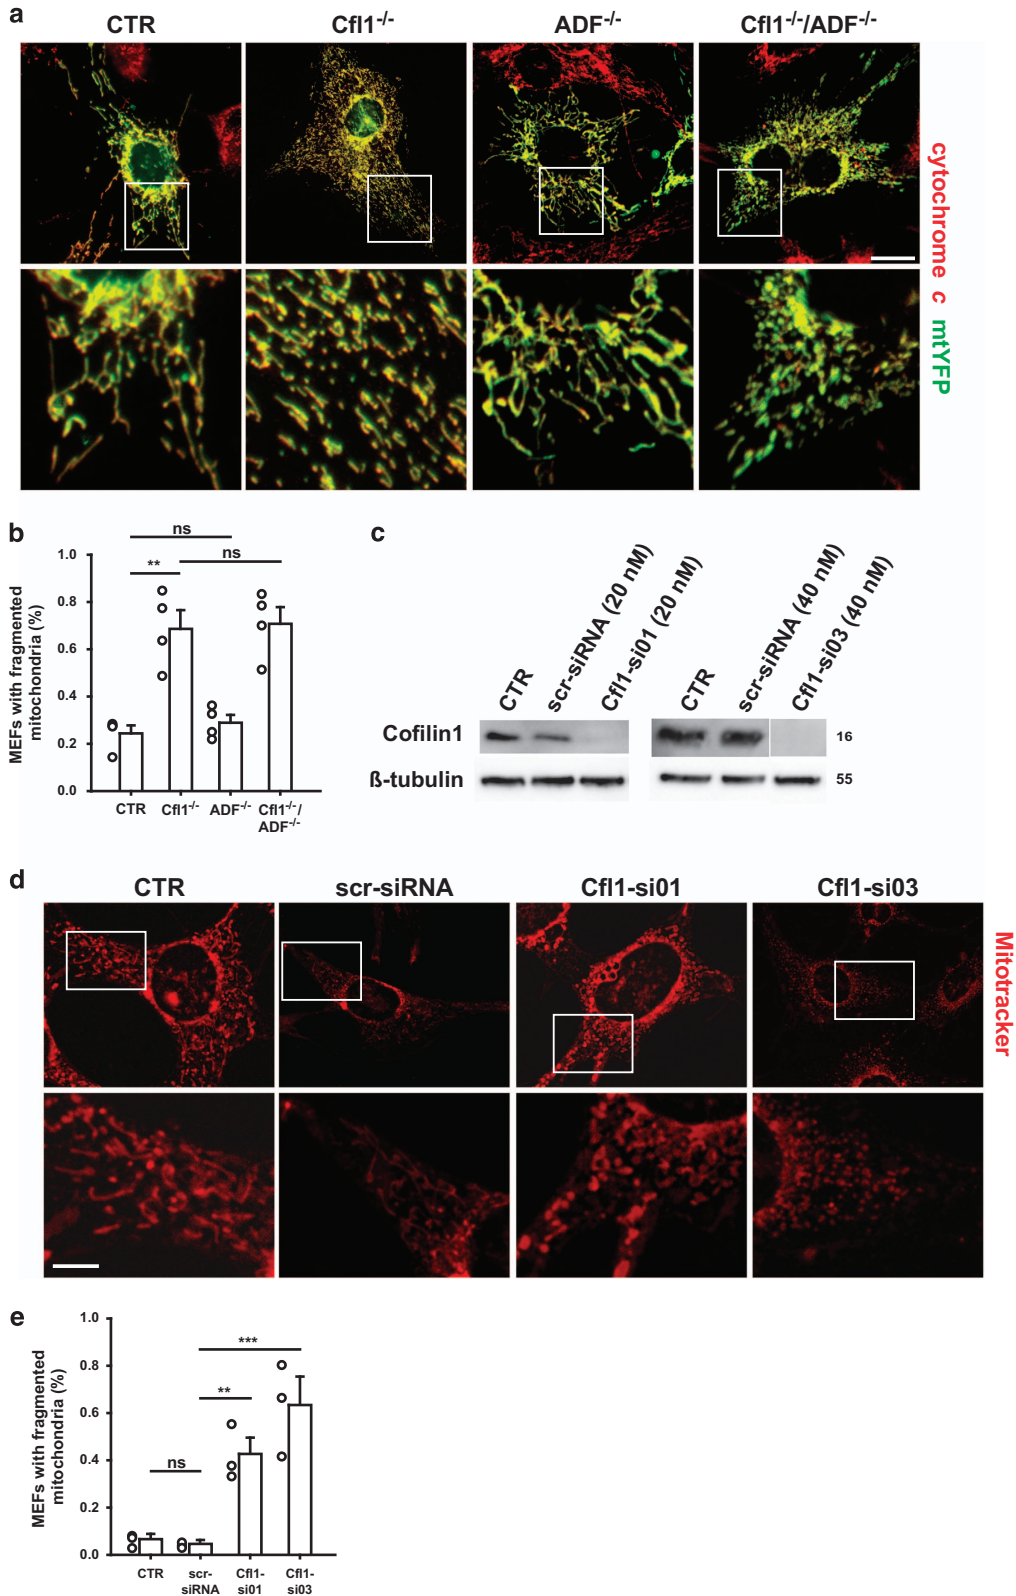 a
CTR
Cfl1-/-
ADF-/-
Cfl1-/-/ADF-/-
cytochrome c mtYFP
b
MEFs with fragmented
mitochondria (%)
1.0
0.8
0.6
0.4
0.2
0.0
ns
**
ns
CTR
Cfl1-/-
ADF-/-
Cfl1-/-/
ADF-/-
c
CTR
scr-siRNA (20 nM)
Cfl1-si01 (20 nM)
CTR
scr-siRNA (40 nM)
Cfl1-si03 (40 nM)
Cofilin1
16
ß-tubulin
55
d
CTR
scr-siRNA
Cfl1-si01
Cfl1-si03
Mitotracker
e
MEFs with fragmented
mitochondria (%)
1.0
0.8
0.6
0.4
0.2
0.0
***
**
ns
CTR
scr-
siRNA
Cfl1-
si01
Cfl1-
si03